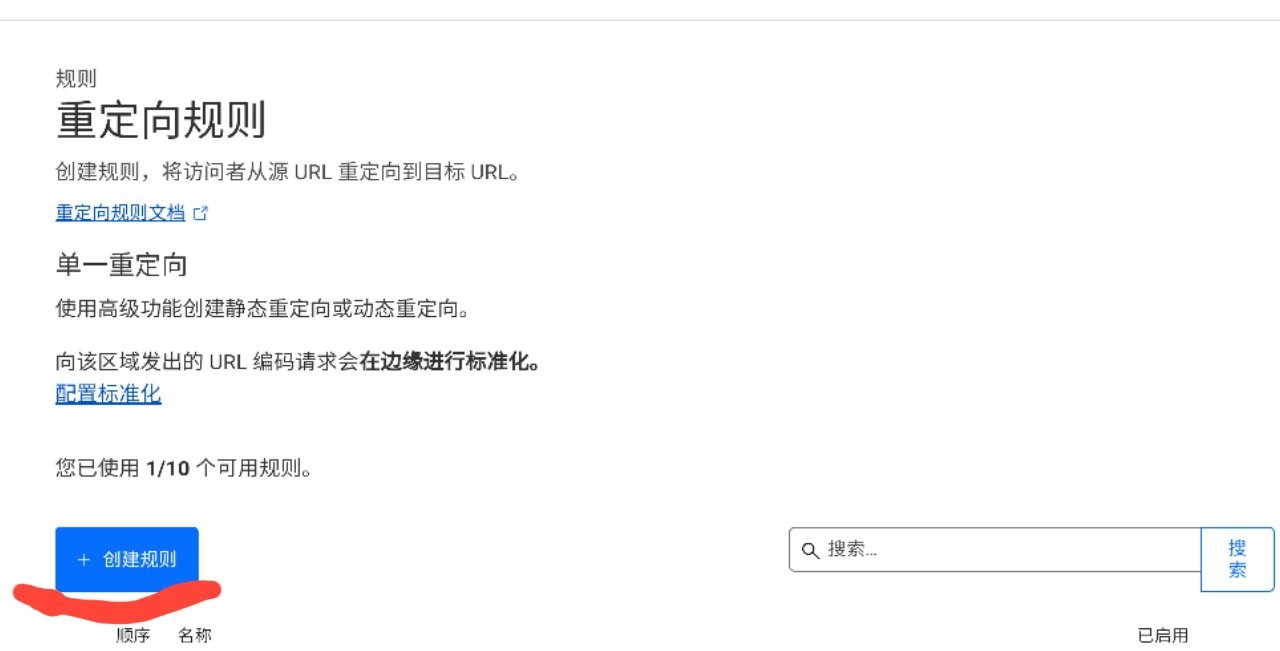 规则
重定向规则
创建规则，将访问者从源 URL 重定向到目标 URL。
重定向规则文档
单一重定向
使用高级功能创建静态重定向或动态重定向。
向该区域发出的 URL 编码请求会在边缘进行标准化。
配置标准化
您已使用 1/10 个可用规则。
+ 创建规则
搜索...
搜
索
顺序 名称 已启用